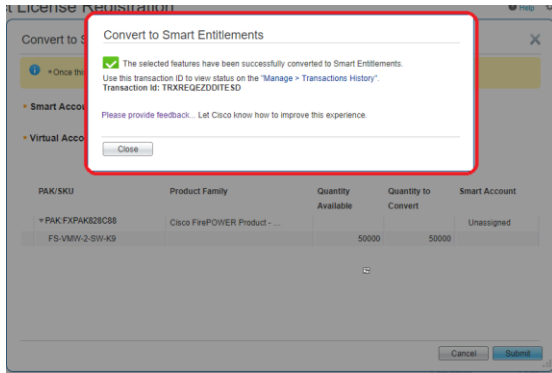 t License Registration
Help
Convert to S
Convert to Smart Entitlements
The selected features have been successfully converted to Smart Entitlements.
Use this transaction ID to view status on the "Manage > Transactions History".
Transaction Id: TRXREQEZDDITESD
Please provide feedback... Let Cisco know how to improve this experience.
Close
* Once thi
* Smart Accou
* Virtual Acco
PAK/SKU Product Family Quantity Available Quantity to Convert Smart Account
PAK:FXPAK828C88 Cisco FirePOWER Product - ... Unassigned
FS-VMW-2-SW-K9 50000 50000
Cancel Submit